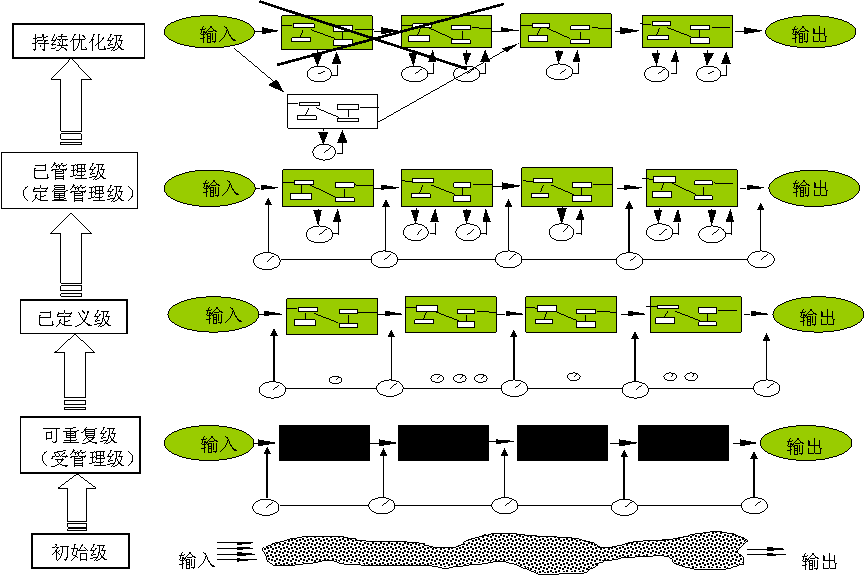 持续优化级
输入
输出
已管理级
（定量管理级）
输入
输出
已定义级
输入
输出
可重复级
（受管理级）
输入
输出
初始级
输入
输出